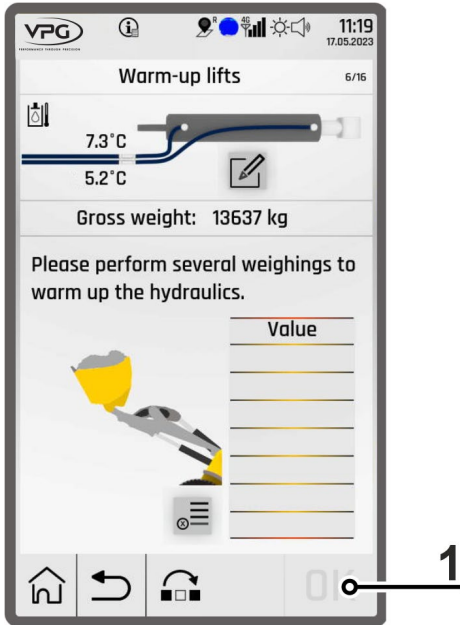 VPG
PERFORMANCE THROUGH PRECISION
R
4G
11:19
17.05.2023
Warm-up lifts
6/16
7.3°C
5.2°C
Gross weight: 13637 kg
Please perform several weighings to
warm up the hydraulics.
Value
x
OK
1